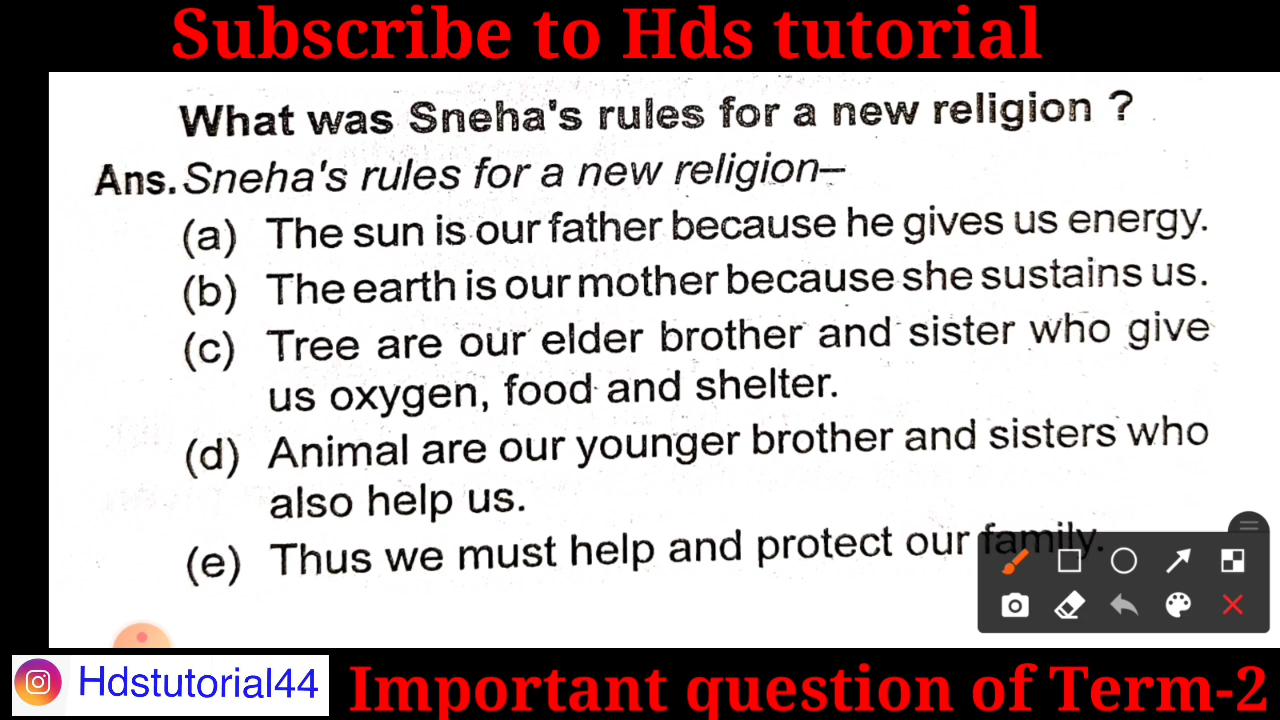 Subscribe to Hds tutorial
What was Sneha's rules for a new religion ?
Ans. Sneha's rules for a new religion–
(a) The sun is our father because he gives us energy.
(b) The earth is our mother because she sustains us.
(c) Tree are our elder brother and sister who give
us oxygen, food and shelter.
(d) Animal are our younger brother and sisters who
also help us.
(e) Thus we must help and protect our family.
Hdstutorial44
Important question of Term-2